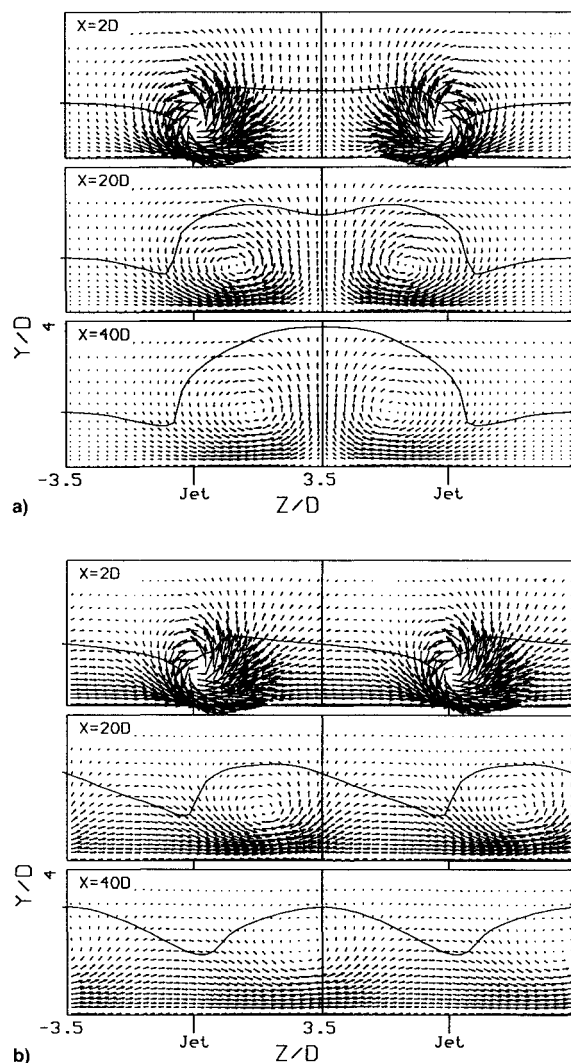 X=2D
X=20D
X=40D
4
Y/D
-3.5
Jet
3.5
Jet
Z/D
a)
X=2D
X=20D
X=40D
4
Y/D
-3.5
Jet
3.5
Jet
Z/D
b)